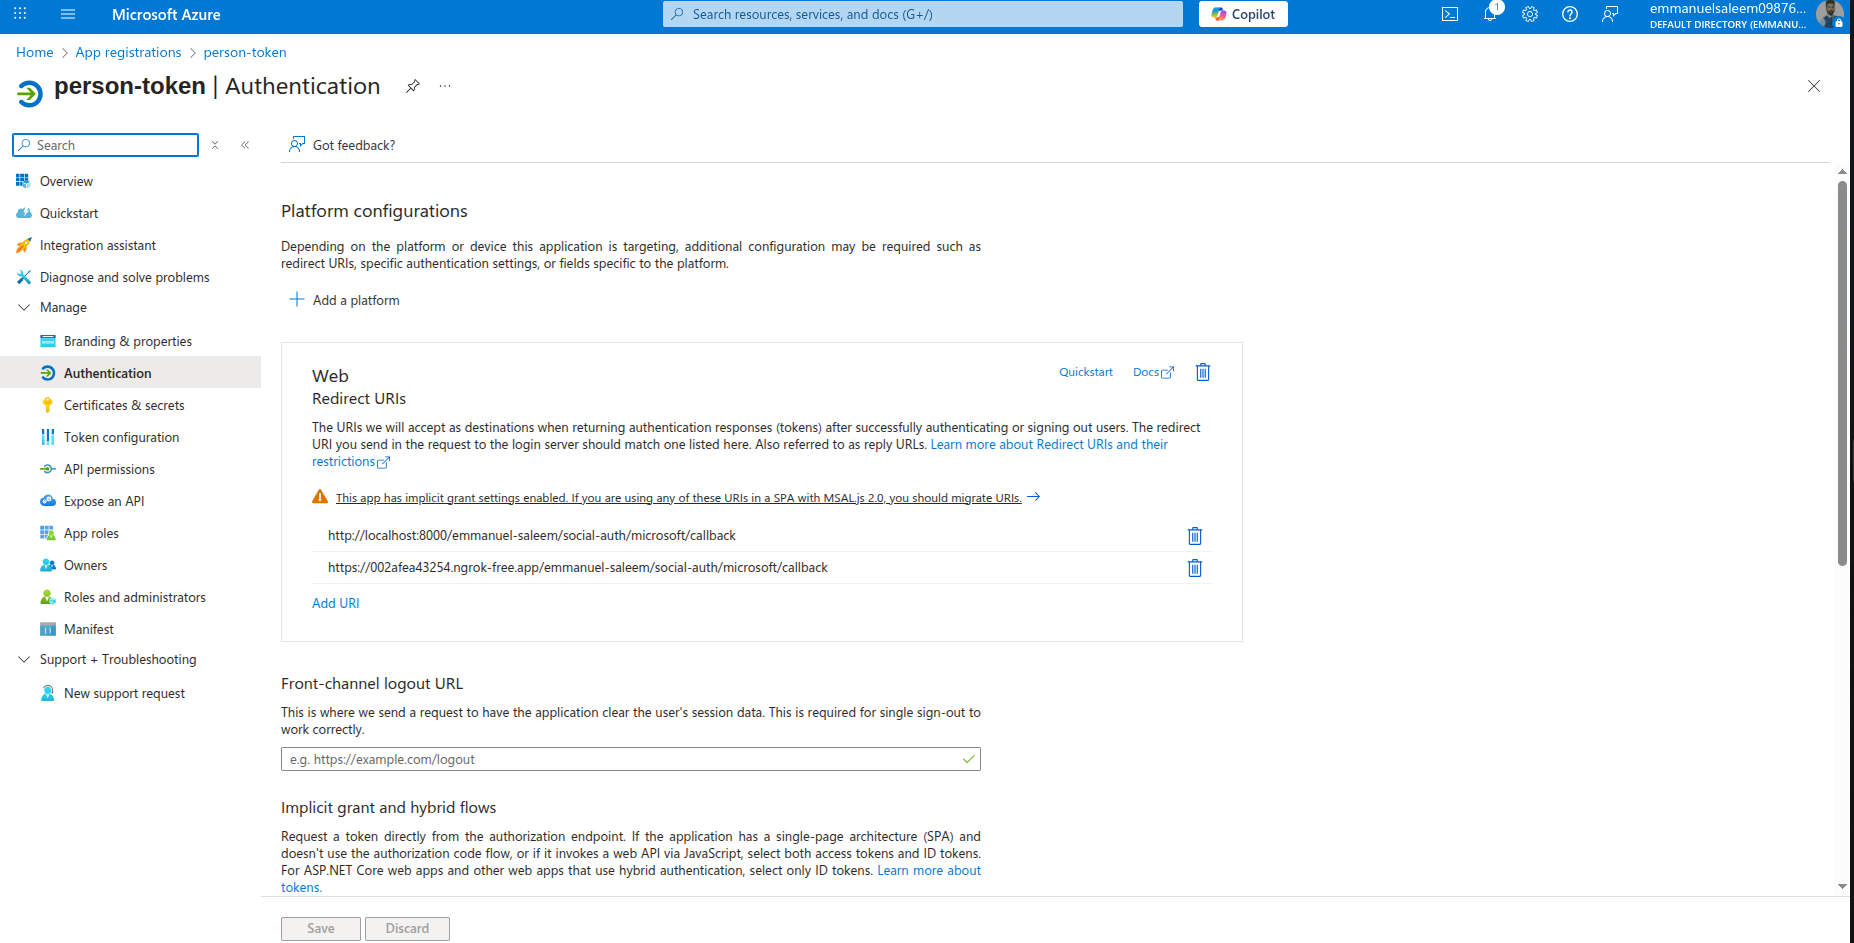 Microsoft Azure
Search resources, services, and docs (G+/)
Copilot
1
emmanuelsaleem09876...
DEFAULT DIRECTORY (EMMANU...
Home > App registrations > person-token
person-token | Authentication
Search
Got feedback?
Overview
Quickstart
Integration assistant
Diagnose and solve problems
Manage
Branding & properties
Authentication
Certificates & secrets
Token configuration
API permissions
Expose an API
App roles
Owners
Roles and administrators
Manifest
Support + Troubleshooting
New support request
Platform configurations
Depending on the platform or device this application is targeting, additional configuration may be required such as
redirect URIs, specific authentication settings, or fields specific to the platform.
Add a platform
Web
Quickstart
Docs
Redirect URIs
The URIs we will accept as destinations when returning authentication responses (tokens) after successfully authenticating or signing out users. The redirect
URI you send in the request to the login server should match one listed here. Also referred to as reply URLs. Learn more about Redirect URIs and their
restrictions
This app has implicit grant settings enabled. If you are using any of these URIs in a SPA with MSAL.js 2.0, you should migrate URIs.
http://localhost:8000/emmanuel-saleem/social-auth/microsoft/callback
https://002afea43254.ngrok-free.app/emmanuel-saleem/social-auth/microsoft/callback
Add URI
Front-channel logout URL
This is where we send a request to have the application clear the user's session data. This is required for single sign-out to
work correctly.
e.g. https://example.com/logout
Implicit grant and hybrid flows
Request a token directly from the authorization endpoint. If the application has a single-page architecture (SPA) and
doesn't use the authorization code flow, or if it invokes a web API via JavaScript, select both access tokens and ID tokens.
For ASP.NET Core web apps and other web apps that use hybrid authentication, select only ID tokens. Learn more about
tokens.
Save
Discard